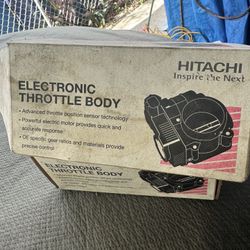 HITACHI
Inspire the Next
ELECTRONIC
THROTTLE BODY
• Advanced throttle position sensor technology
• Powerful electric motor provides quick and
accurate response
• OE specific gear ratios and materials provide
precise control
ELECTRONIC
THROTTLE BODY